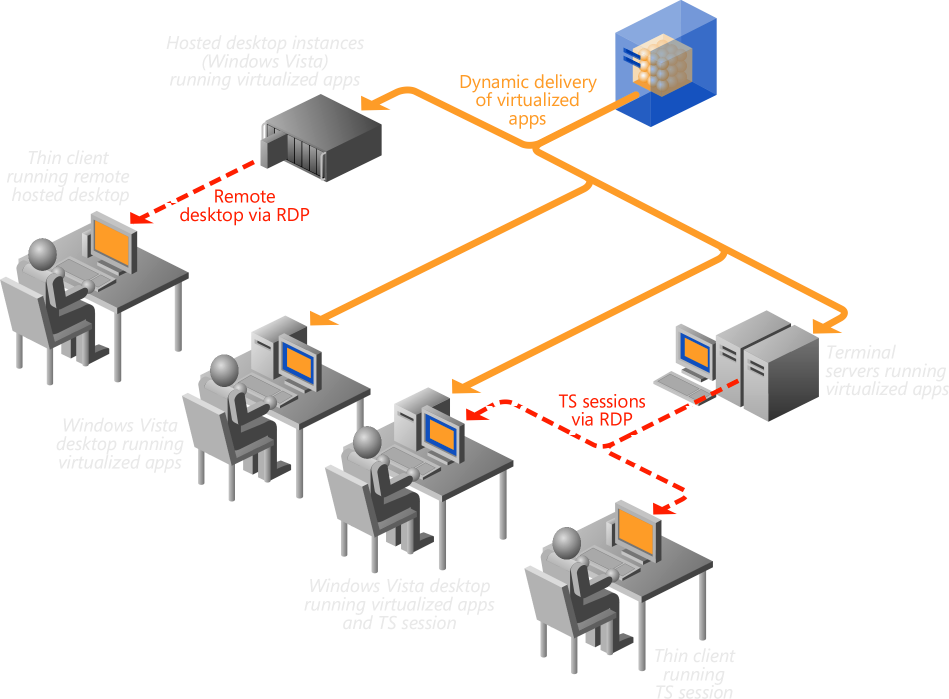 Hosted desktop instances
(Windows Vista)
running virtualized apps
Dynamic delivery
of virtualized
apps
Thin client
running remote
hosted desktop
Remote
desktop via RDP
Terminal
servers running
virtualized apps
TS sessions
via RDP
Windows Vista
desktop running
virtualized apps
Windows Vista desktop
running virtualized apps
and TS session
Thin client
running
TS session